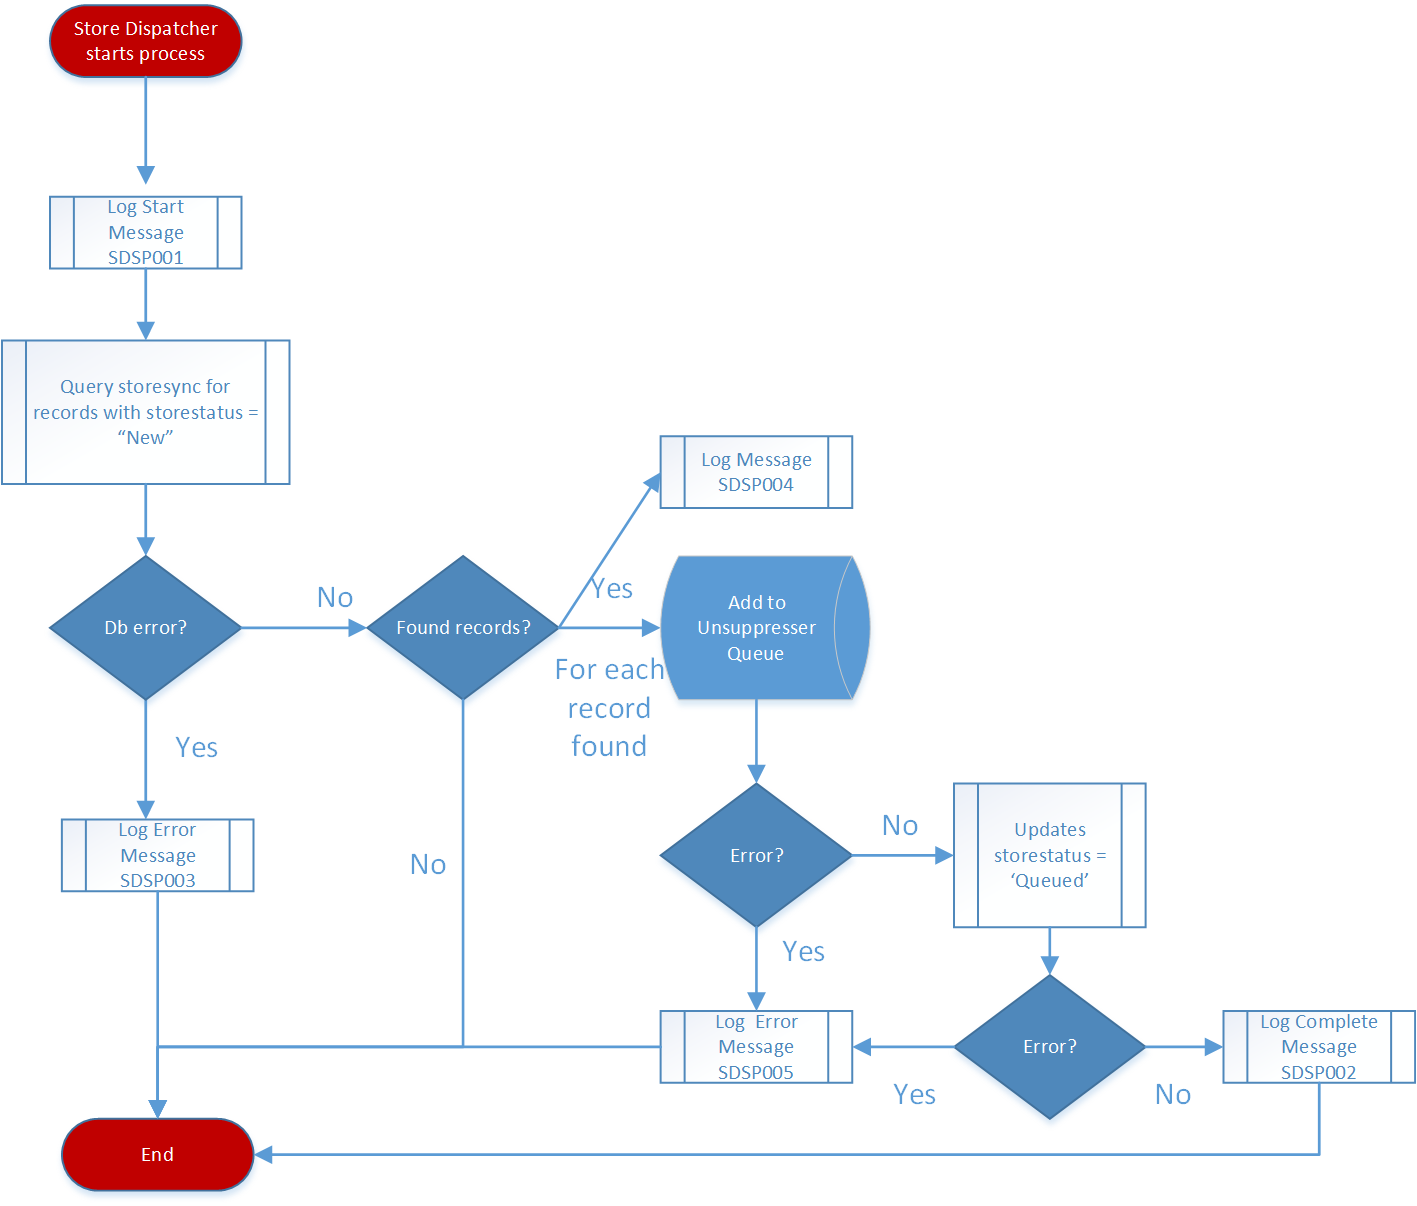 Store Dispatcher
starts process
Log Start
Message
SDSP001
Query storesync for
records with storestatus =
“New”
Log Message
SDSP004
Db error?
No
Found records?
Yes
Add to
Unsuppresser
Queue
For each
record
found
Yes
Log Error
Message
SDSP003
No
Error?
No
Updates
storestatus =
‘Queued’
Yes
Log  Error
Message
SDSP005
Yes
Error?
No
Log Complete
Message
SDSP002
End